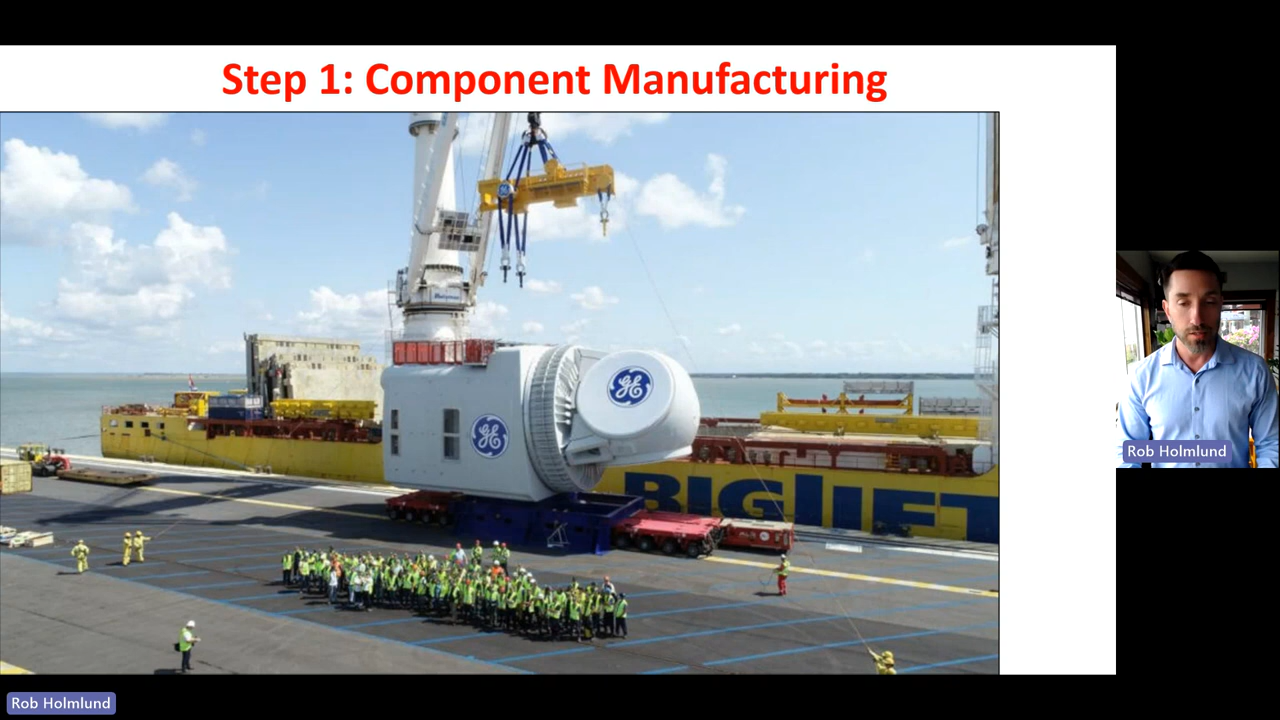 Step 1: Component Manufacturing
BIGLIFT
Rob Holmlund
Rob Holmlund